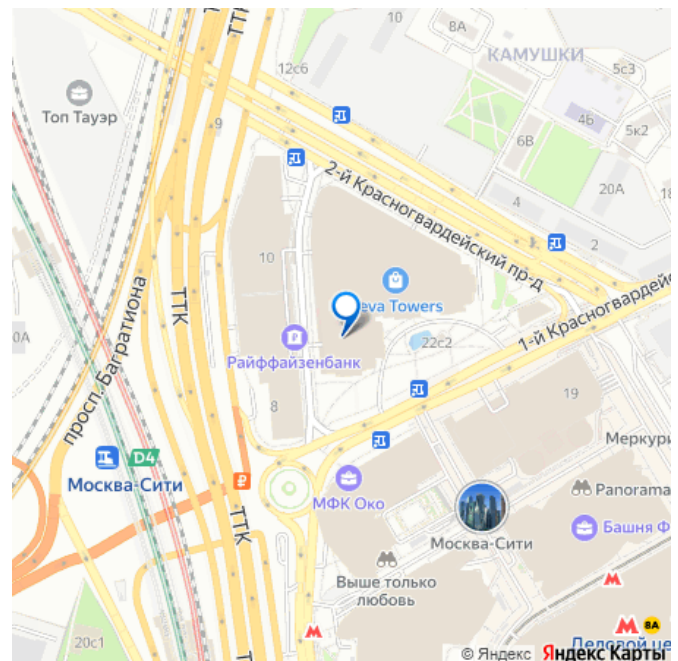 10
8А
КАМУШКИ
5с3
12с6
ТТК
Топ Тауэр
4Б
5к2
9
6В
20А
2-й Красногвардейский пр-д
4
2
10
eva Towers
просп. Багратиона
ТТК
1-й Красногвардейс
22с2
Райффайзенбанк
8
19
D4
Москва-Сити
₽
МФК Око
Меркури
Panorama
Башня Ф
Москва-Сити
ТТК
Выше только
любовь
М
М
М
8А
Деловой це
20с1
© Яндекс Яндекс Карты